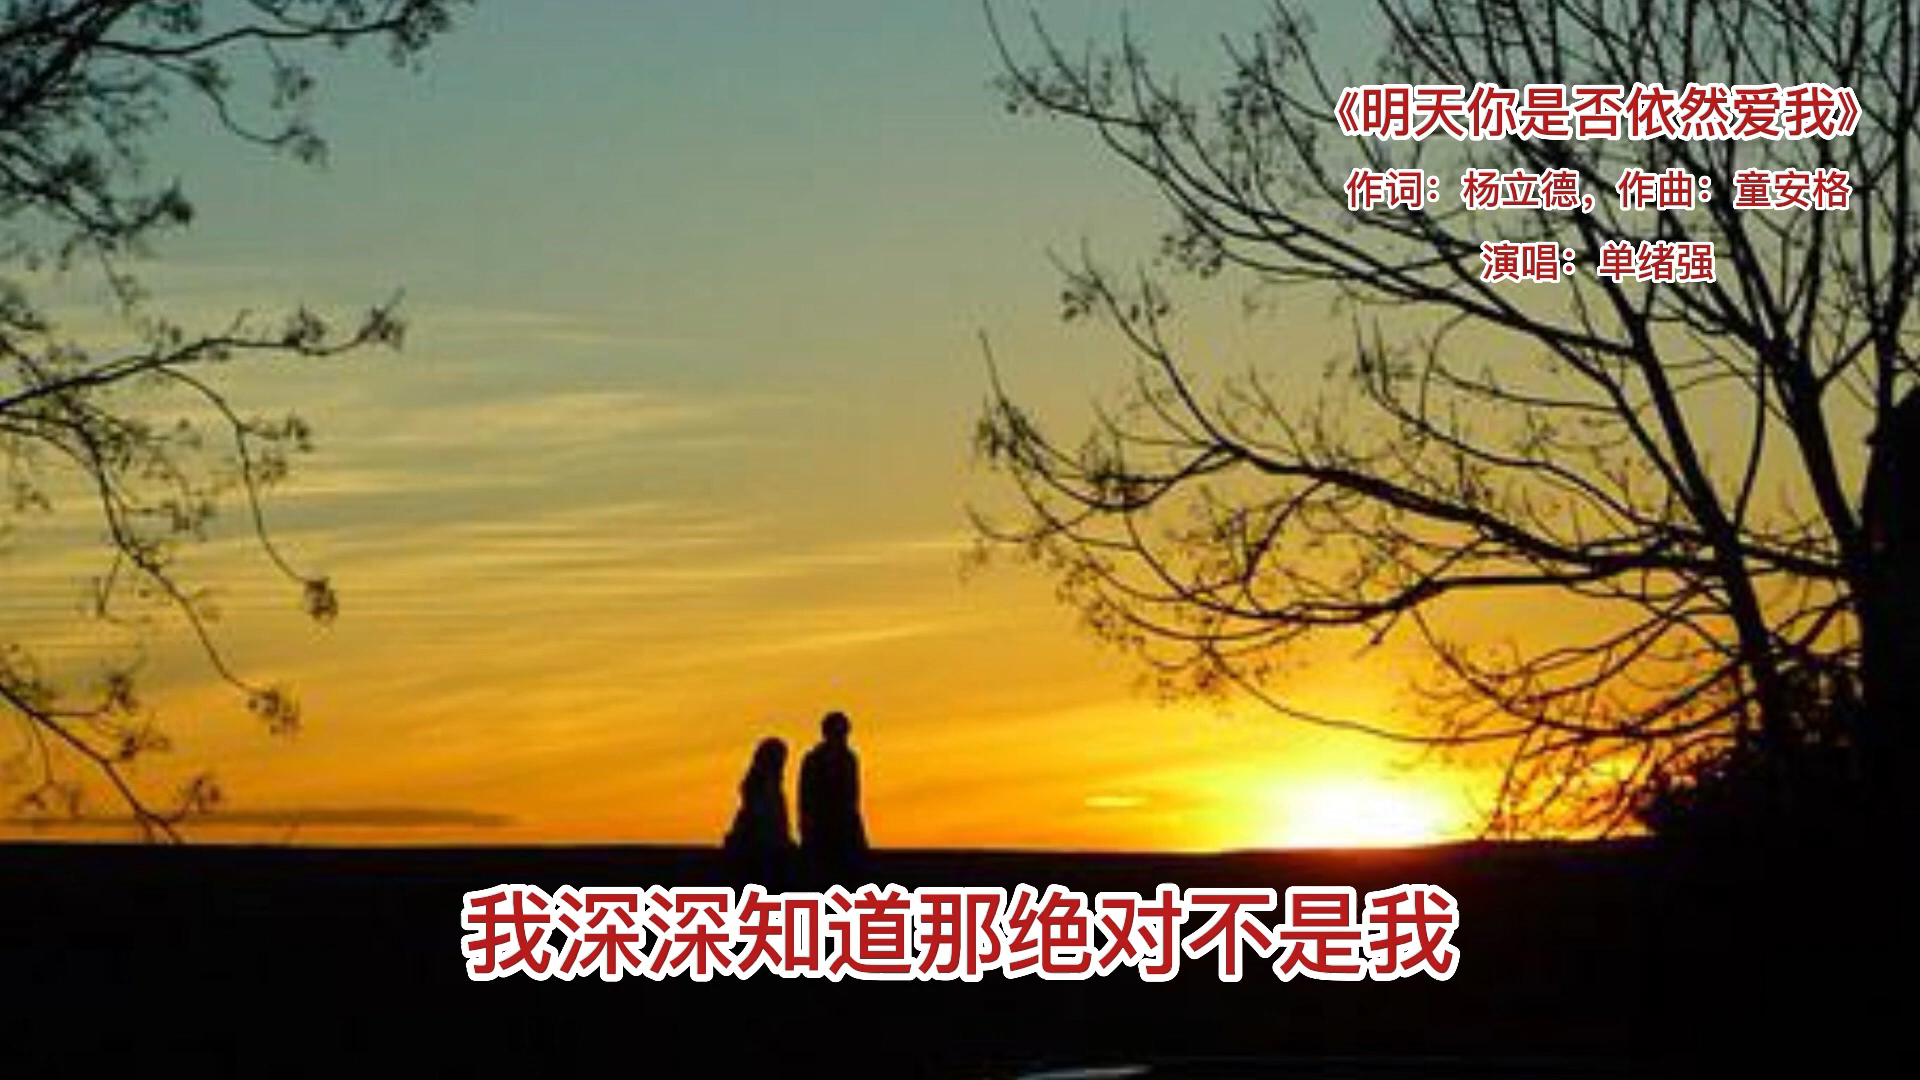 《明天你是否依然爱我》
作词：杨立德，作曲：童安格
演唱：单绪强
我深深知道那绝对不是我